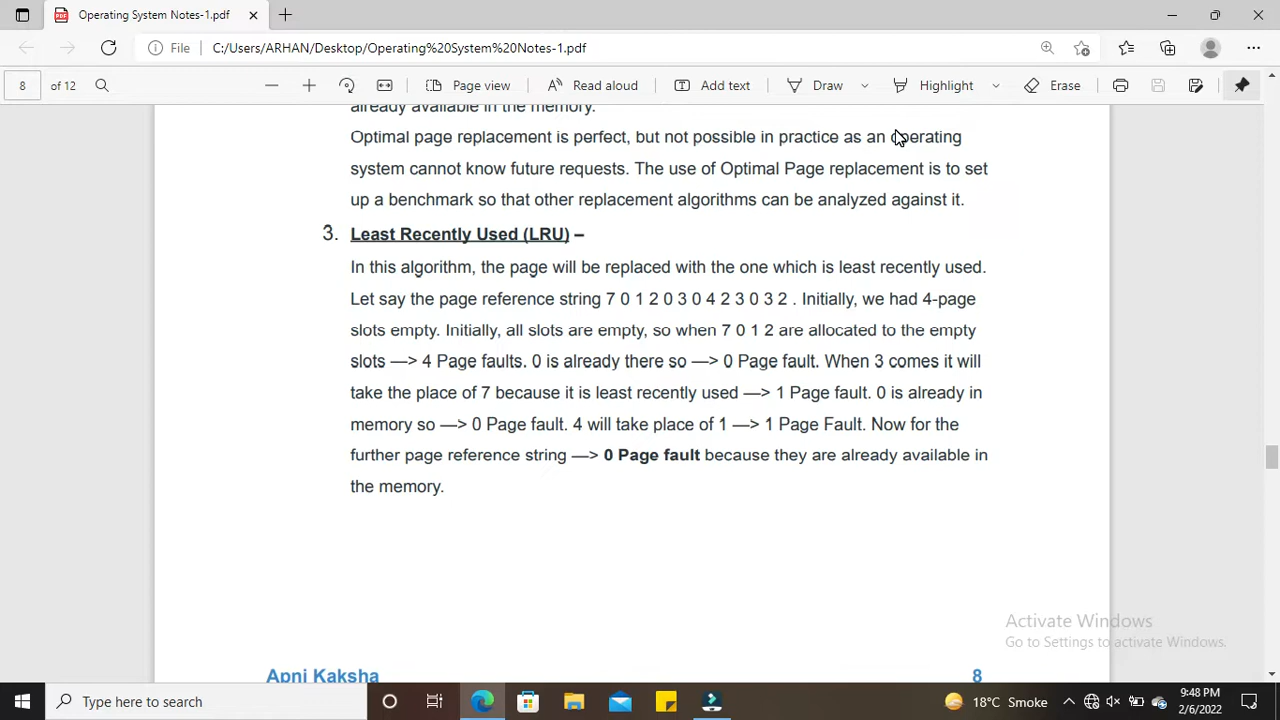 Operating System Notes-1.pdf
File C:/Users/ARHAN/Desktop/Operating%20System%20Notes-1.pdf
8 of 12 Page view Read aloud Add text Draw Highlight Erase
already available in the memory.
Optimal page replacement is perfect, but not possible in practice as an operating
system cannot know future requests. The use of Optimal Page replacement is to set
up a benchmark so that other replacement algorithms can be analyzed against it.
3. Least Recently Used (LRU) –
In this algorithm, the page will be replaced with the one which is least recently used.
Let say the page reference string 7 0 1 2 0 3 0 4 2 3 0 3 2 . Initially, we had 4-page
slots empty. Initially, all slots are empty, so when 7 0 1 2 are allocated to the empty
slots —> 4 Page faults. 0 is already there so —> 0 Page fault. When 3 comes it will
take the place of 7 because it is least recently used —> 1 Page fault. 0 is already in
memory so —> 0 Page fault. 4 will take place of 1 —> 1 Page Fault. Now for the
further page reference string —> 0 Page fault because they are already available in
the memory.
Activate Windows
Go to Settings to activate Windows.
Apni Kaksha 8
Type here to search
18°C Smoke
9:48 PM
2/6/2022